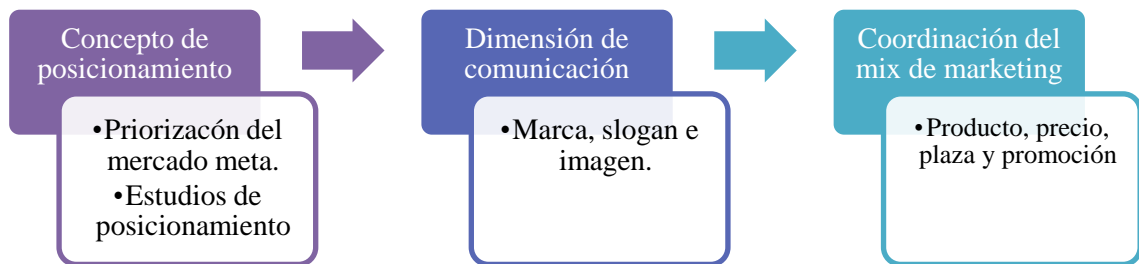 Concepto de
posicionamiento
•Priorizacón del
mercado meta.
•Estudios de
posicionamiento
Dimensión de
comunicación
•Marca, slogan e
imagen.
Coordinación del
mix de marketing
•Producto, precio,
plaza y promoción